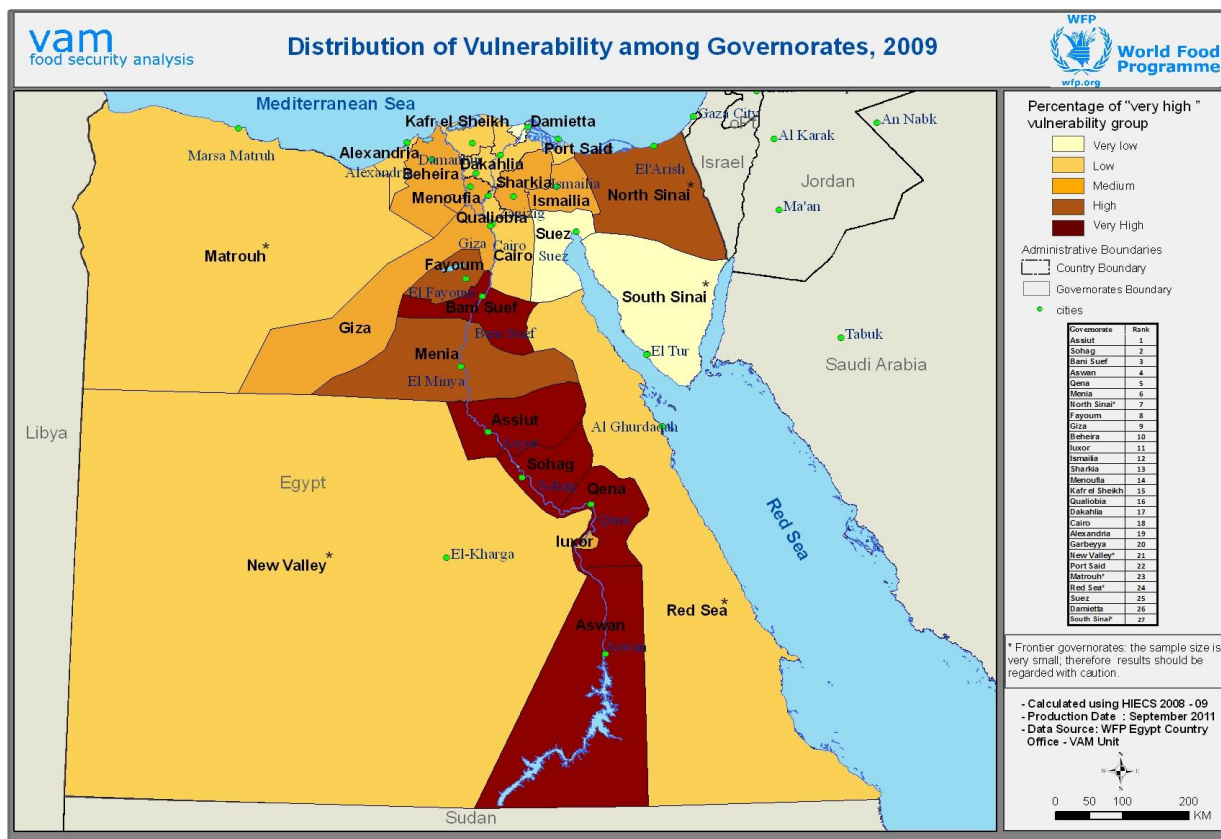 vam
food security analysis
Distribution of Vulnerability among Governorates, 2009
WFP
wfp.org
World Food
Programme
Mediterranean Sea
Marsa Matruh
Alexandria
Alexandria
Kafr el Sheikh
Damietta
Port Said
Dakahlia
Beheira
Sharkia
Ismailia
Ismailia
Menoufia
Qualiobia
Zagizig
Giza
Cairo
Cairo
Suez
Suez
El'Arish
North Sinai*
Gaza City
Israel
Al Karak
An Nabk
Jordan
Ma'an
Matrouh*
Fayoum
El Fayoum
Bani Suef
Giza
South Sinai*
El Tur
Tabuk
Saudi Arabia
Menia
El Minya
Libya
Assiut
Al Ghurdaqah
Sohag
Egypt
Qena
Red Sea
luxor
El-Kharga
New Valley*
Red Sea*
Aswan
Sudan
Percentage of "very high "
vulnerability group
Very low
Low
Medium
High
Very High
Administrative Boundaries
Country Boundary
Governorates Boundary
cities
Governorate Rank
Assiut 1
Sohag 2
Bani Suef 3
Aswan 4
Qena 5
Menia 6
North Sinai* 7
Fayoum 8
Giza 9
Beheira 10
luxor 11
Ismailia 12
Sharkia 13
Menoufia 14
Kafr el Sheikh 15
Qualiobia 16
Dakahlia 17
Cairo 18
Alexandria 19
Garbeyya 20
New Valley* 21
Port Said 22
Matrouh* 23
Red Sea* 24
Suez 25
Damietta 26
South Sinai* 27
* Frontier governorates: the sample size is
very small; therefore results should be
regarded with caution.
- Calculated using HIECS 2008 - 09
- Production Date : September 2011
- Data Source: WFP Egypt Country
Office - VAM Unit
N
W
E
S
0 50 100 200
KM